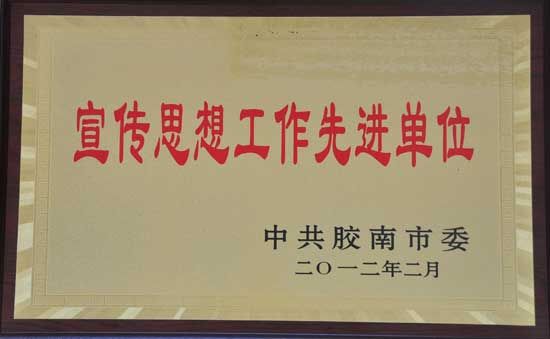 宣传思想工作先进单位
中共胶南市委
二〇一二年二月